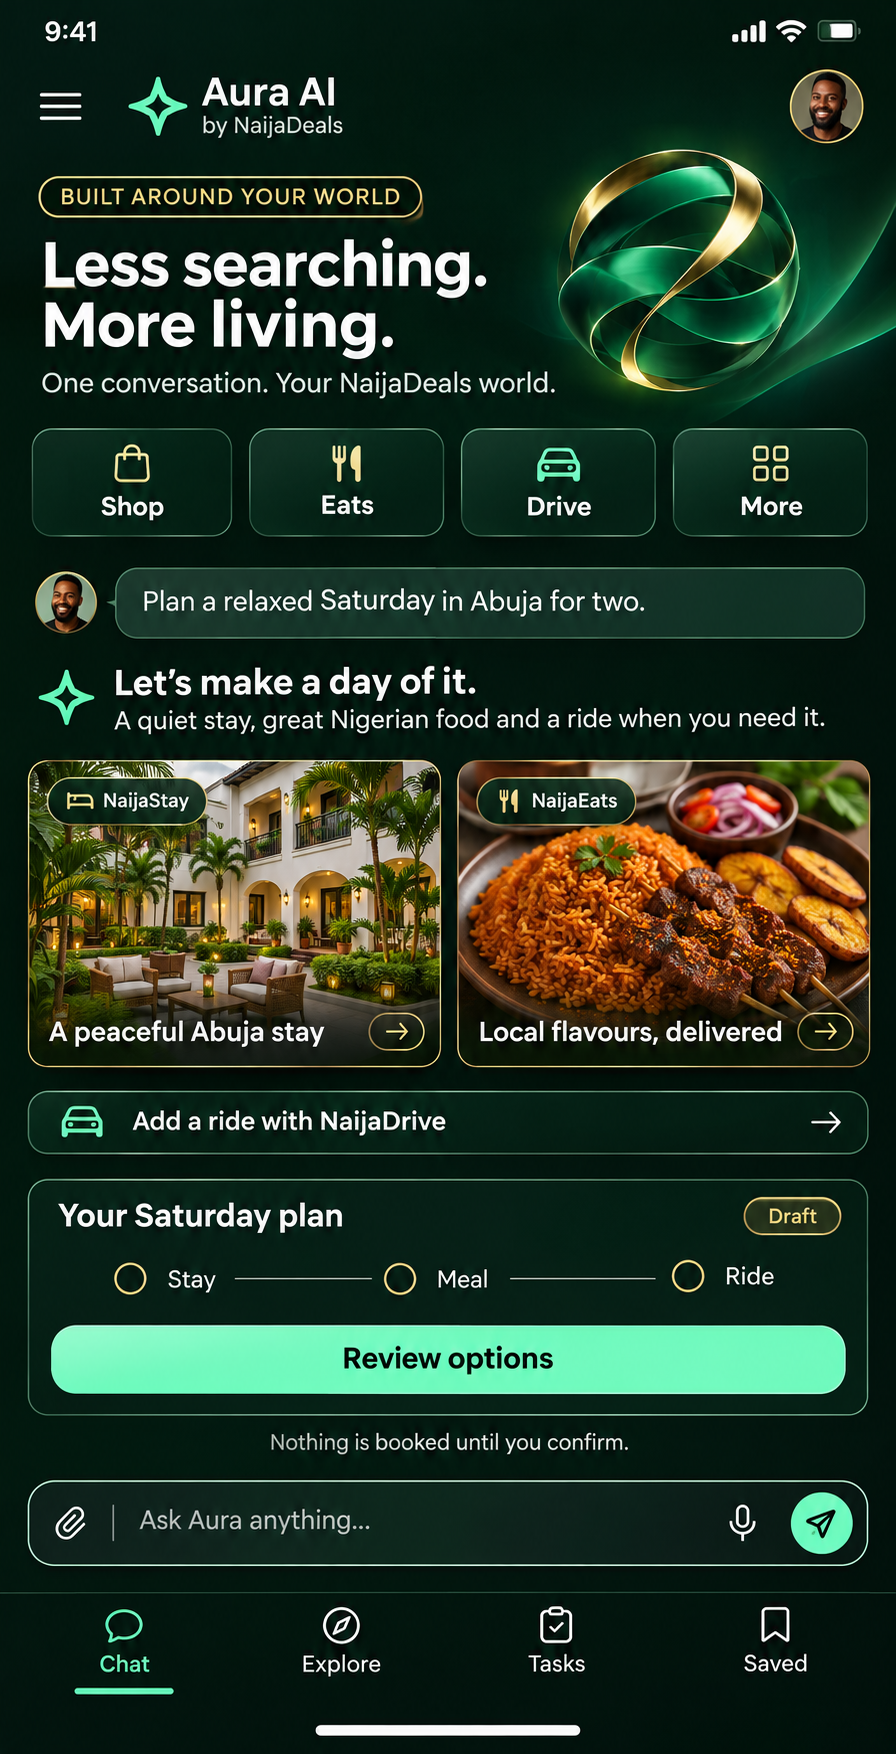 9:41
Aura AI
by NaijaDeals
BUILT AROUND YOUR WORLD
Less searching.
More living.
One conversation. Your NaijaDeals world.
Shop
Eats
Drive
More
Plan a relaxed Saturday in Abuja for two.
Let's make a day of it.
A quiet stay, great Nigerian food and a ride when you need it.
NaijaStay
NaijaEats
A peaceful Abuja stay
Local flavours, delivered
Add a ride with NaijaDrive
Your Saturday plan
Draft
Stay
Meal
Ride
Review options
Nothing is booked until you confirm.
Ask Aura anything...
Chat
Explore
Tasks
Saved